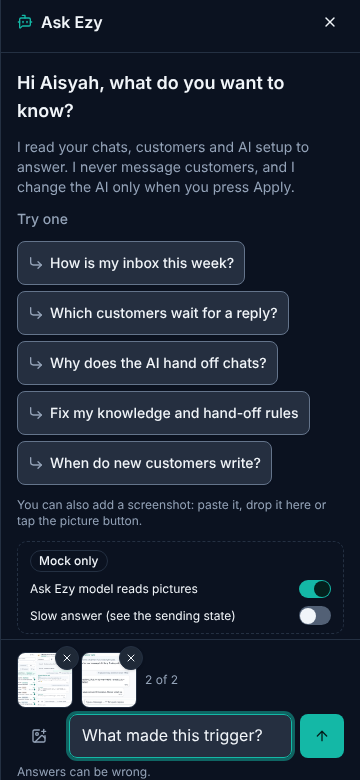 Ask Ezy
Hi Aisyah, what do you want to
know?
I read your chats, customers and AI setup to
answer. I never message customers, and I
change the AI only when you press Apply.
Try one
How is my inbox this week?
Which customers wait for a reply?
Why does the AI hand off chats?
Fix my knowledge and hand-off rules
When do new customers write?
You can also add a screenshot: paste it, drop it here or
tap the picture button.
Mock only
Ask Ezy model reads pictures
Slow answer (see the sending state)
2 of 2
What made this trigger?
Answers can be wrong.